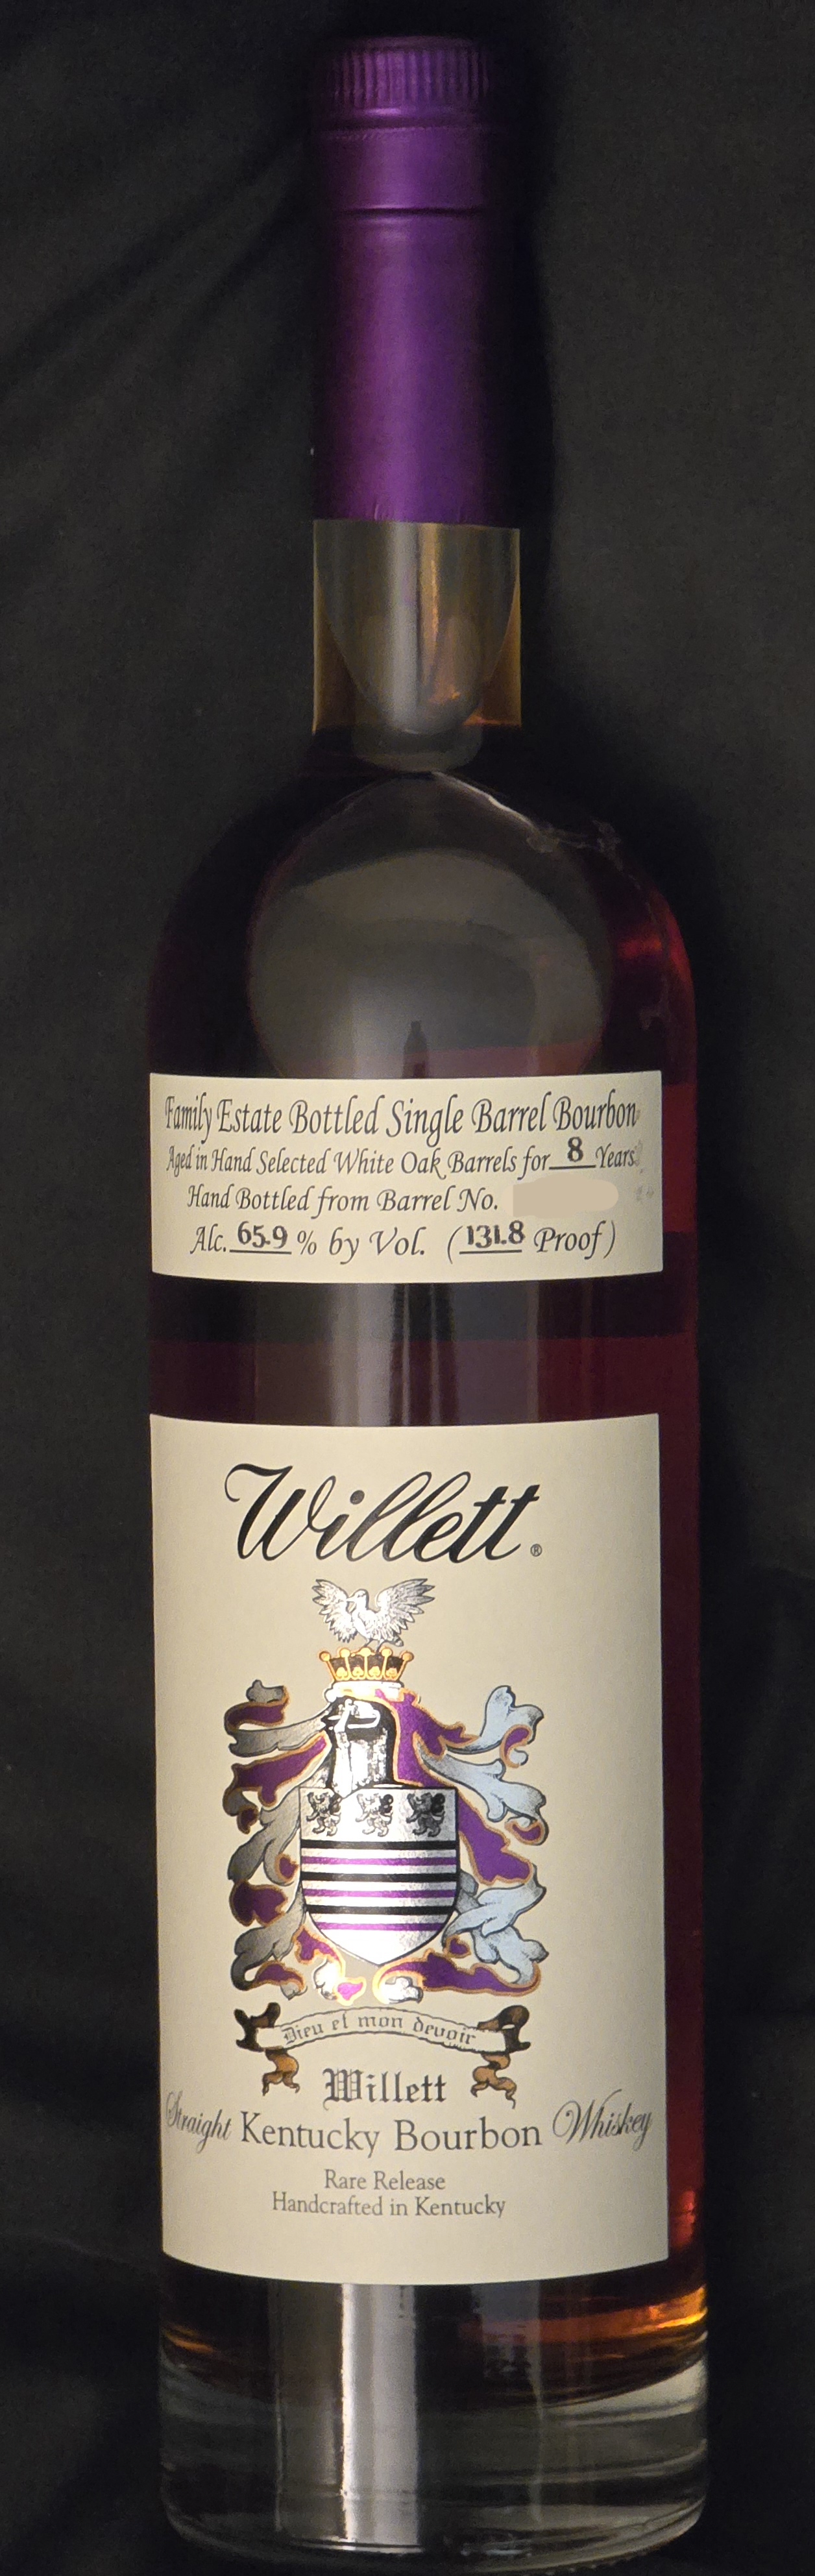 Family Estate Bottled Single Barrel Bourbon
Aged in Hand Selected White Oak Barrels for 8 Years
Hand Bottled from Barrel No.
Alc. 65.9 % by Vol. (131.8 Proof)
Willett®
Dieu et mon devoir
Willett
Straight Kentucky Bourbon Whiskey
Rare Release
Handcrafted in Kentucky